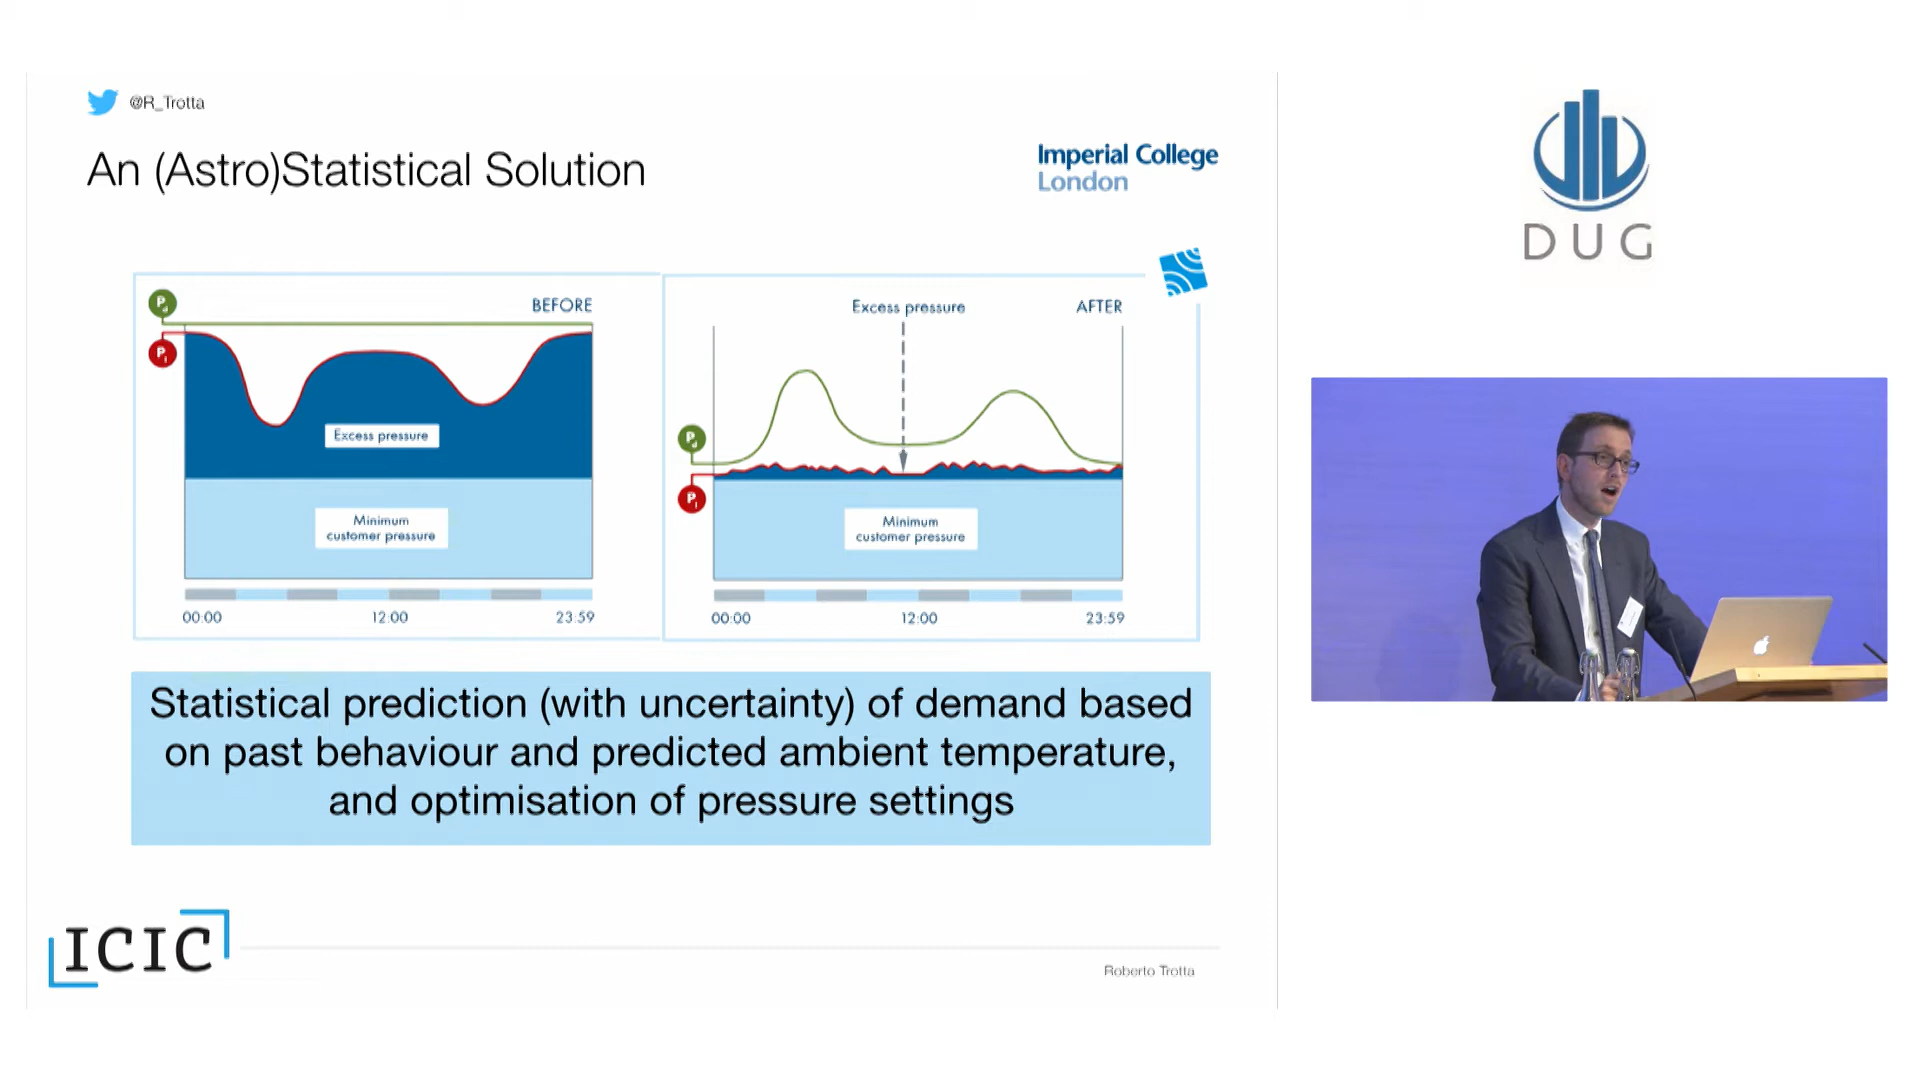 @R_Trotta
An (Astro)Statistical Solution
Imperial College
London
DUG
BEFORE
Excess pressure
Minimum
customer pressure
00:00 12:00 23:59
Excess pressure
AFTER
Minimum
customer pressure
00:00 12:00 23:59
Statistical prediction (with uncertainty) of demand based
on past behaviour and predicted ambient temperature,
and optimisation of pressure settings
ICIC
Roberto Trotta